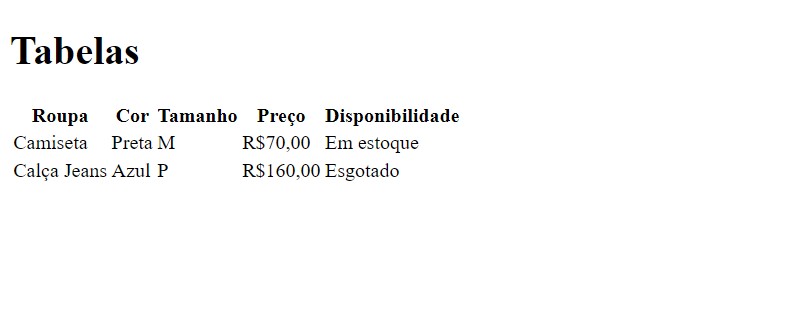 Tabelas
Roupa Cor Tamanho Preço Disponibilidade
Camiseta Preta M R$70,00 Em estoque
Calça Jeans Azul P R$160,00 Esgotado